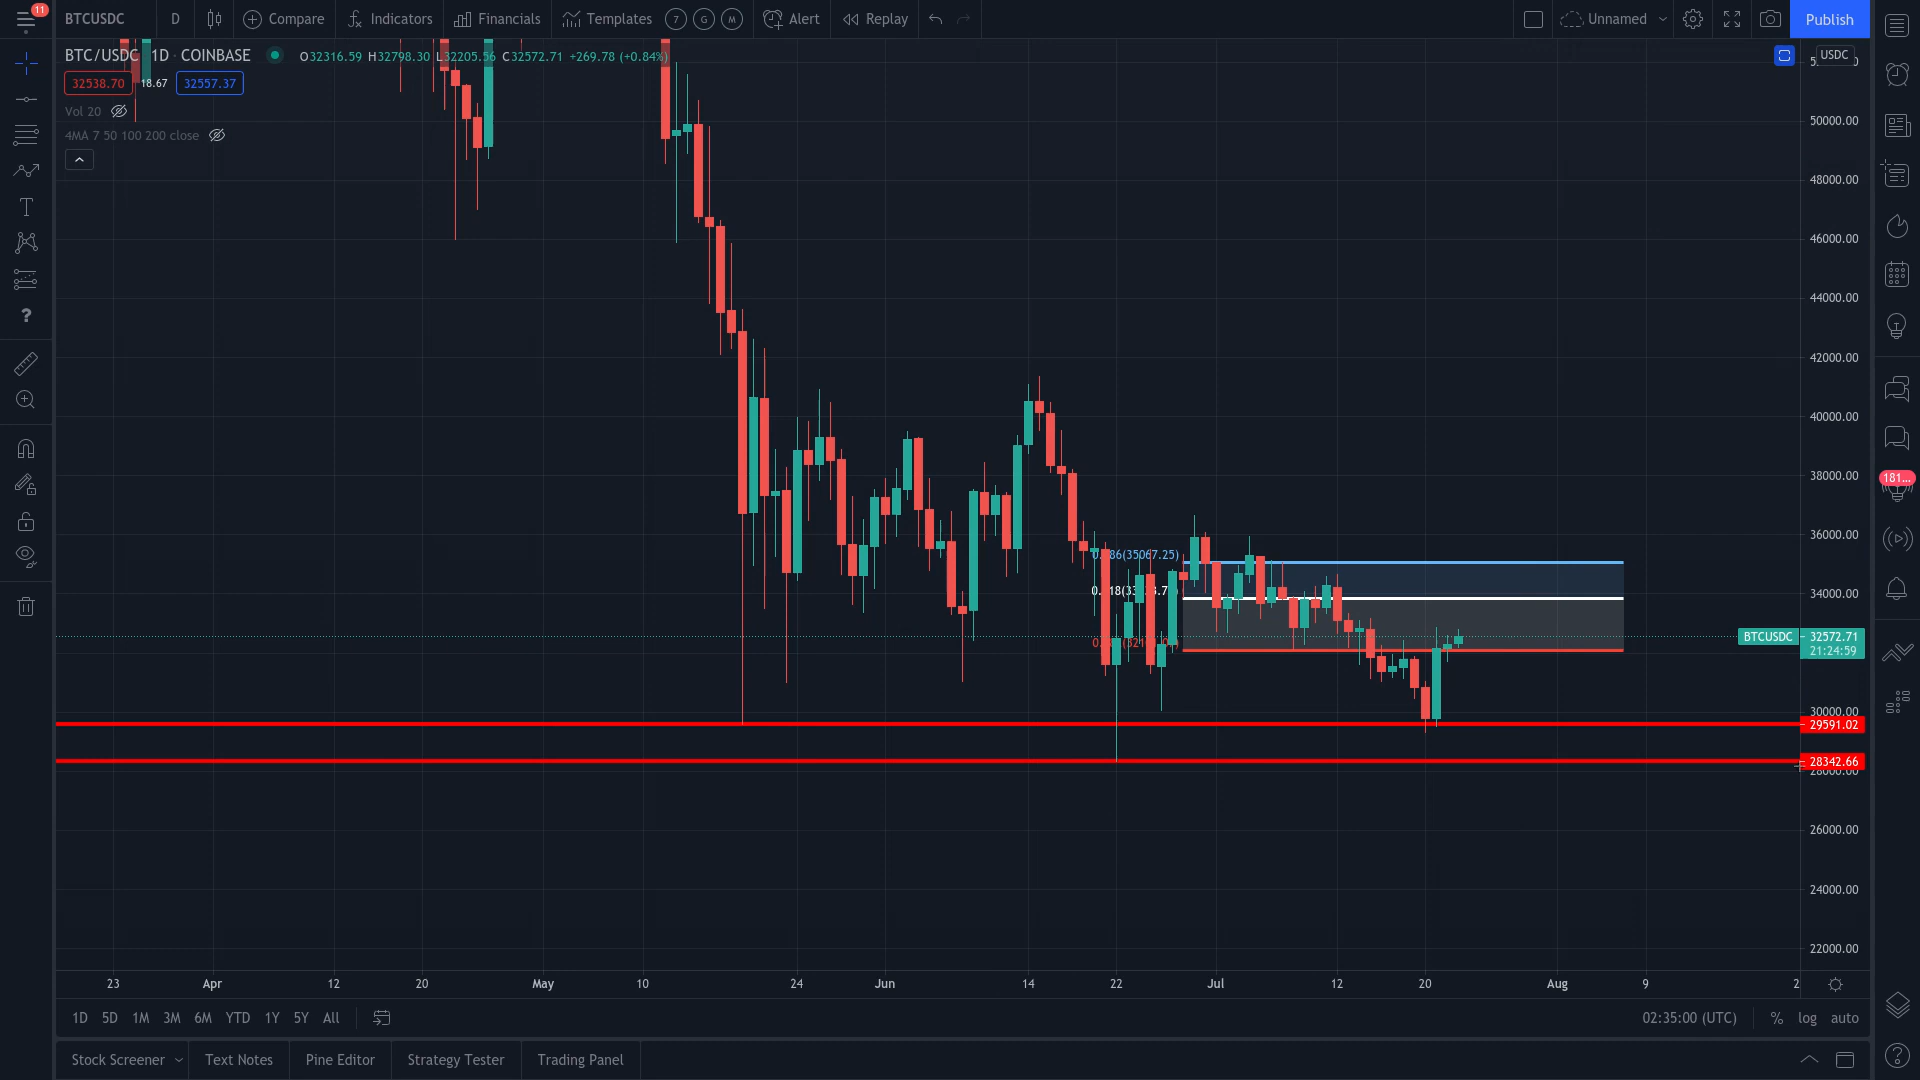 11
BTCUSDC D Compare Indicators Financials Templates 7 G M Alert Replay Unnamed Publish
BTC/USDC · 1D · COINBASE O32316.59 H32798.30 L32205.56 C32572.71 +269.78 (+0.84%)
USDC
32538.70 18.67 32557.37
Vol 20
4MA 7 50 100 200 close
50000.00
48000.00
46000.00
44000.00
42000.00
40000.00
38000.00
181...
36000.00
34000.00
BTCUSDC 32572.71
21:24:59
30000.00
29591.02
28342.66
28000.00
26000.00
24000.00
22000.00
23 Apr 12 20 May 10 24 Jun 14 22 Jul 12 20 Aug 9 2
1D 5D 1M 3M 6M YTD 1Y 5Y All 02:35:00 (UTC) % log auto
Stock Screener Text Notes Pine Editor Strategy Tester Trading Panel